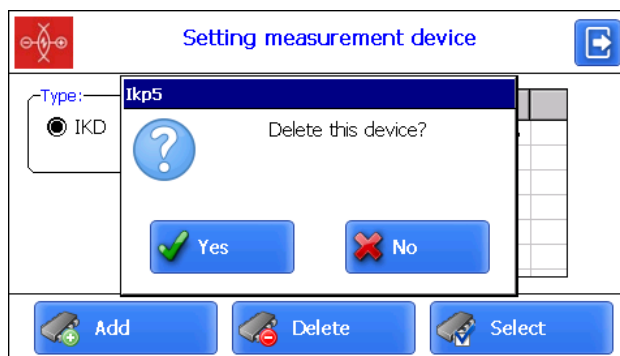 Setting measurement device
Type:
IKD
Ikp5
Delete this device?
Yes
No
Add
Delete
Select